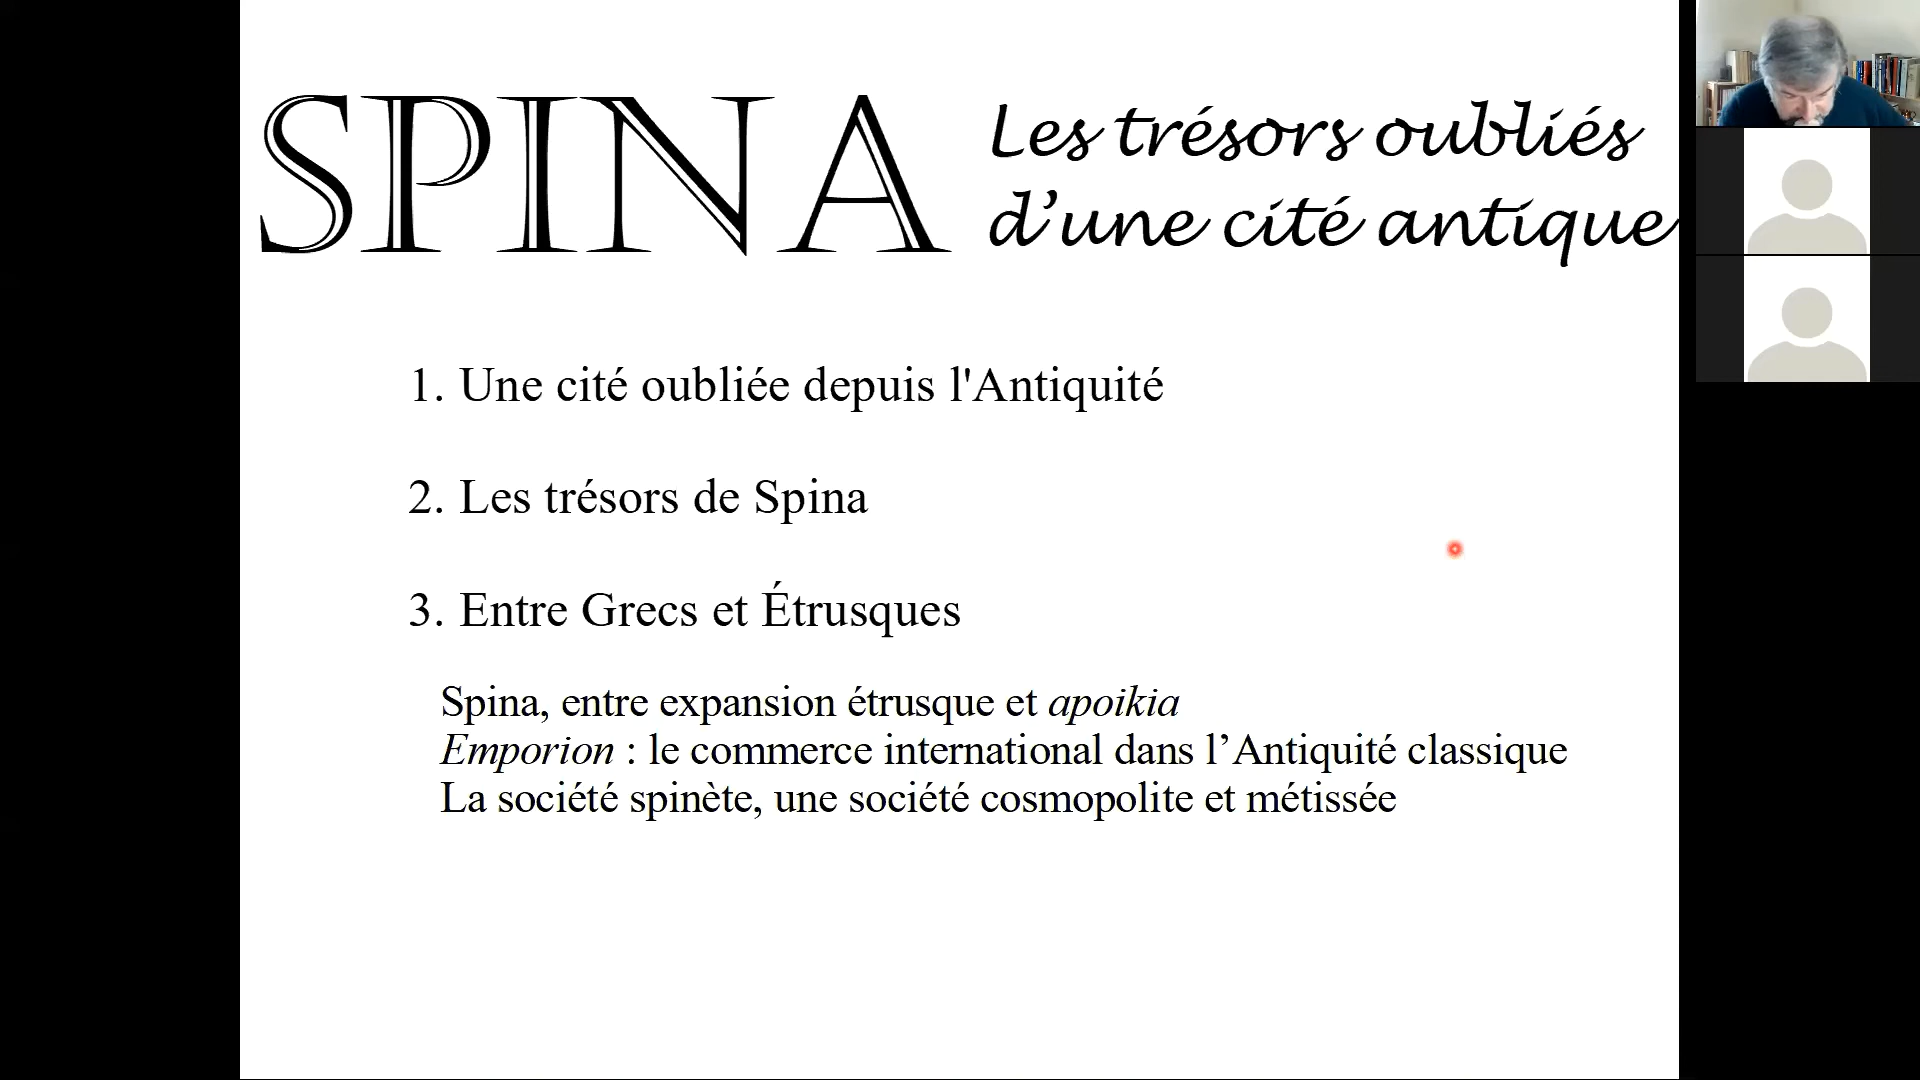 SPINA
Les trésors oubliés
d’une cité antique
1. Une cité oubliée depuis l'Antiquité
2. Les trésors de Spina
3. Entre Grecs et Étrusques
Spina, entre expansion étrusque et apoikia
Emporion : le commerce international dans l’Antiquité classique
La société spinète, une société cosmopolite et métissée